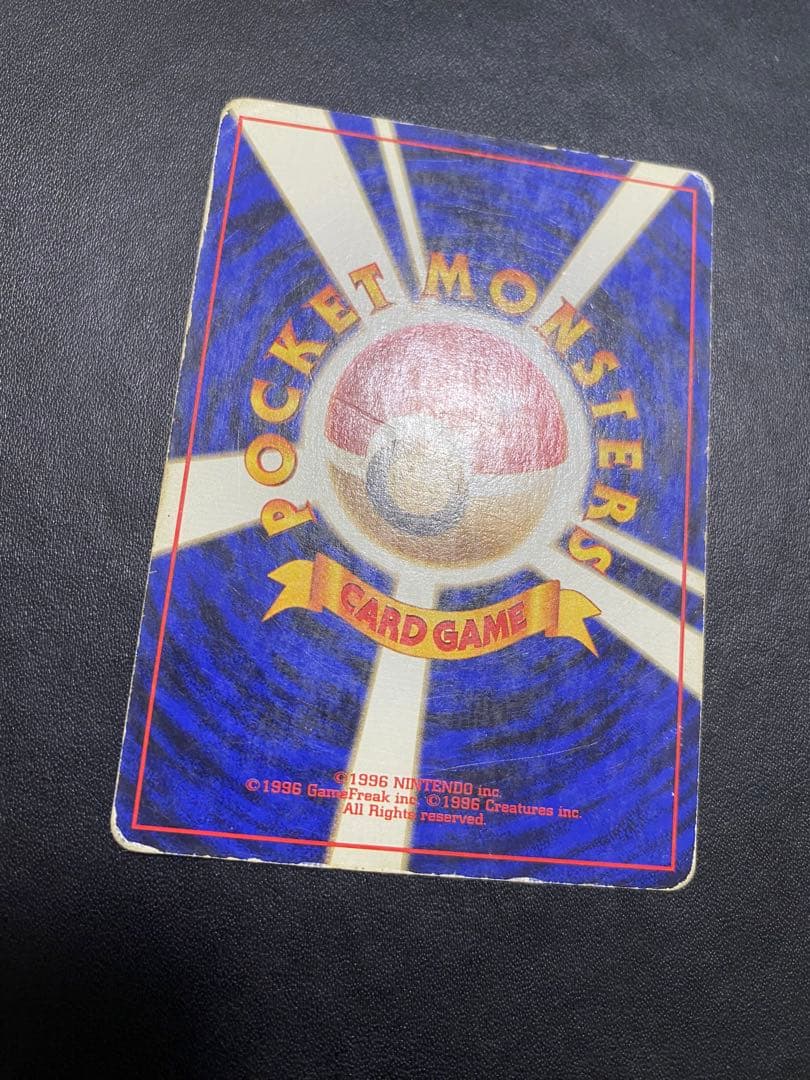 POCKET MONSTERS
CARD GAME
©1996 NINTENDO inc.
©1996 GameFreak inc. ©1996 Creatures inc.
All Rights reserved.